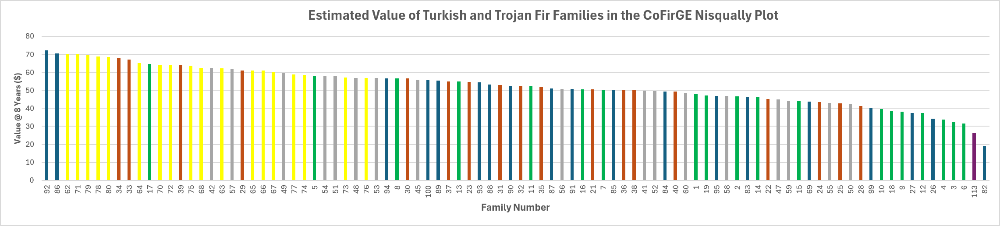 Estimated Value of Turkish and Trojan Fir Families in the CoFirGE Nisqually Plot
80
70
60
50
40
30
20
10
0
Value @ 8 Years ($)
92 86 62 71 79 78 80 34 33 64 17 70 72 39 75 68 42 63 57 29 65 66 67 49 77 74 5 54 51 73 48 76 53 94 8 30 45 100 89 37 13 23 93 88 31 90 32 11 35 87 56 91 16 21 7 85 36 38 41 52 84 40 60 1 19 95 58 2 83 14 22 47 59 15 69 24 55 25 50 28 99 10 18 9 27 12 26 4 3 6 113 82
Family Number